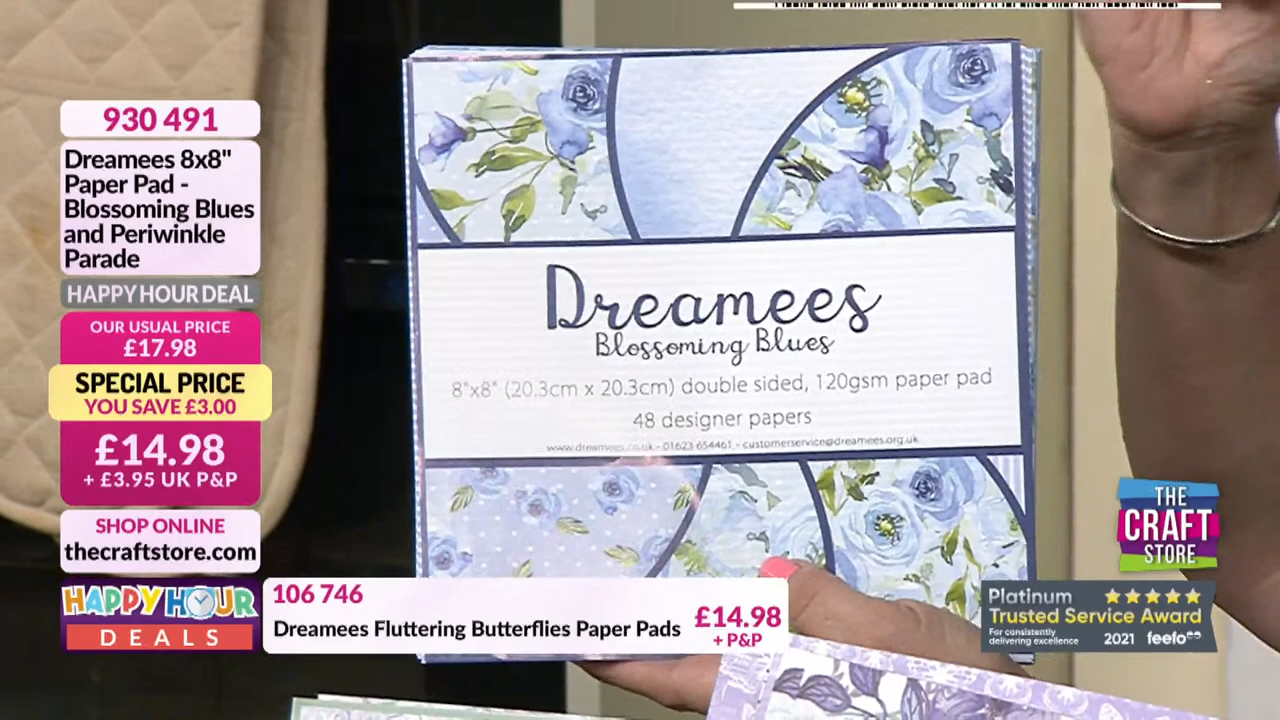 930 491
Dreamees 8x8"
Paper Pad -
Blossoming Blues
and Periwinkle
Parade
HAPPY HOUR DEAL
OUR USUAL PRICE
£17.98
SPECIAL PRICE
YOU SAVE £3.00
£14.98
+ £3.95 UK P&P
SHOP ONLINE
thecraftstore.com
HAPPY HOUR
DEALS
106 746
Dreamees Fluttering Butterflies Paper Pads
£14.98
+ P&P
Dreamees
Blossoming Blues
8"x8" (20.3cm x 20.3cm) double sided, 120gsm paper pad
48 designer papers
www.dreamees.co.uk - 01623 654461 - customerservice@dreamees.org.uk
THE
CRAFT
STORE
Platinum
Trusted Service Award
For consistently
delivering excellence
2021 feefo